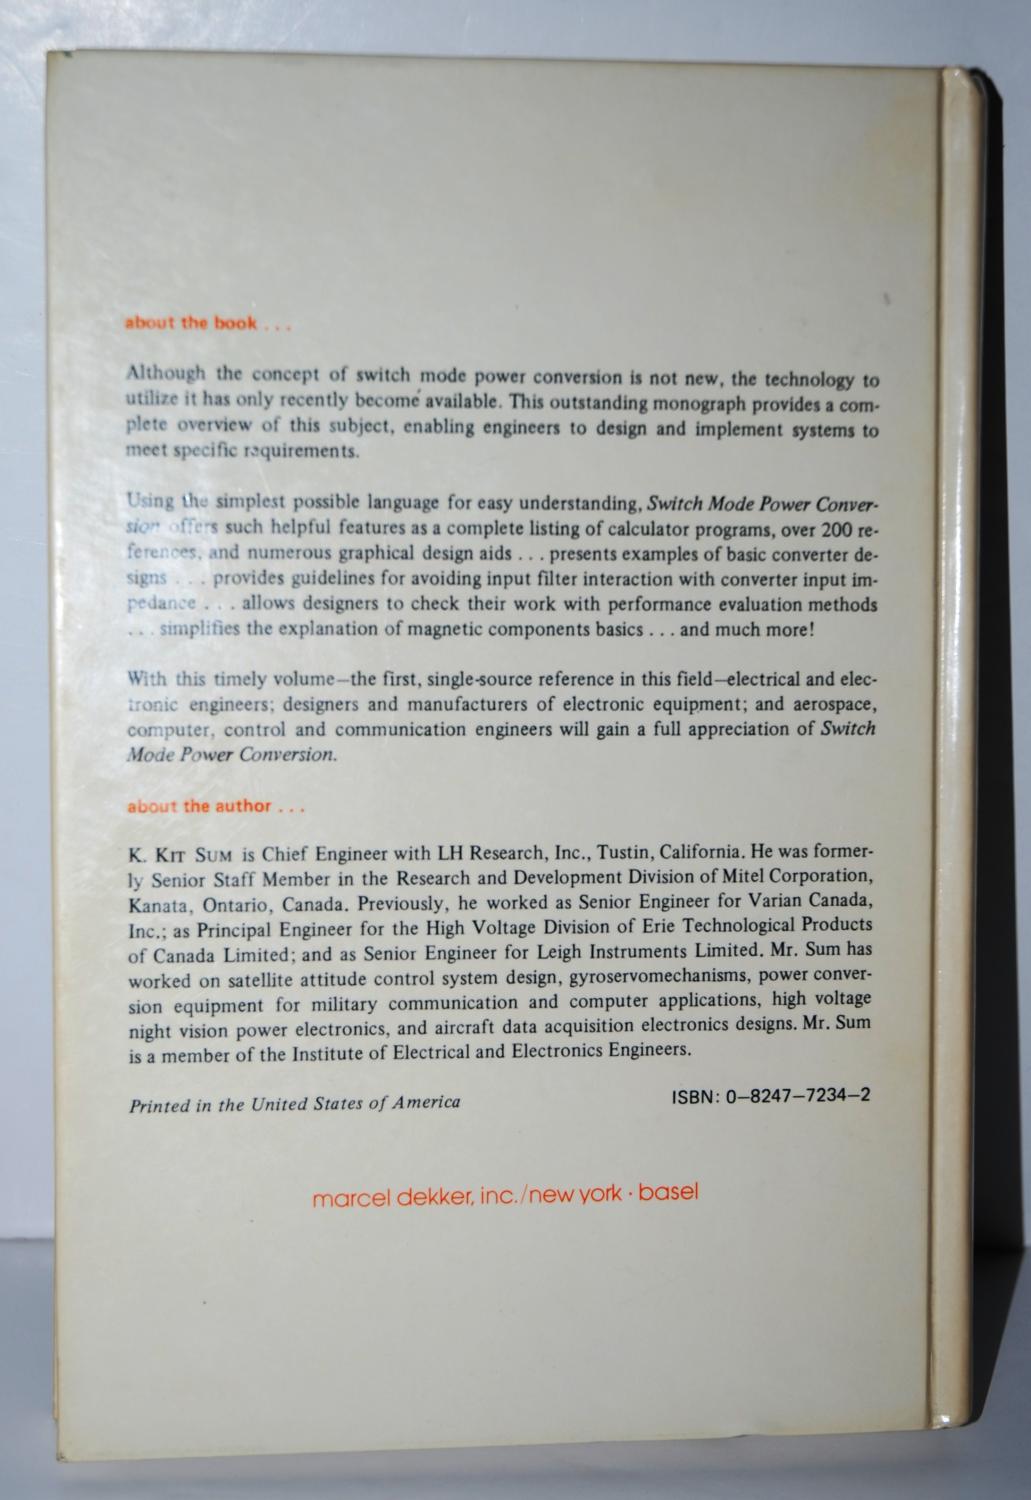 about the book . . .
Although the concept of switch mode power conversion is not new, the technology to
utilize it has only recently become available. This outstanding monograph provides a com-
plete overview of this subject, enabling engineers to design and implement systems to
meet specific requirements.
Using the simplest possible language for easy understanding, Switch Mode Power Conver-
sion offers such helpful features as a complete listing of calculator programs, over 200 re-
ferences, and numerous graphical design aids . . . presents examples of basic converter de-
signs . . . provides guidelines for avoiding input filter interaction with converter input im-
pedance . . . allows designers to check their work with performance evaluation methods
. . . simplifies the explanation of magnetic components basics . . . and much more!
With this timely volume—the first, single-source reference in this field—electrical and elec-
tronic engineers; designers and manufacturers of electronic equipment; and aerospace,
computer, control and communication engineers will gain a full appreciation of Switch
Mode Power Conversion.
about the author . . .
K. KIT SUM is Chief Engineer with LH Research, Inc., Tustin, California. He was former-
ly Senior Staff Member in the Research and Development Division of Mitel Corporation,
Kanata, Ontario, Canada. Previously, he worked as Senior Engineer for Varian Canada,
Inc.; as Principal Engineer for the High Voltage Division of Erie Technological Products
of Canada Limited; and as Senior Engineer for Leigh Instruments Limited. Mr. Sum has
worked on satellite attitude control system design, gyroservomechanisms, power conver-
sion equipment for military communication and computer applications, high voltage
night vision power electronics, and aircraft data acquisition electronics designs. Mr. Sum
is a member of the Institute of Electrical and Electronics Engineers.
Printed in the United States of America ISBN: 0–8247–7234–2
marcel dekker, inc./new york · basel